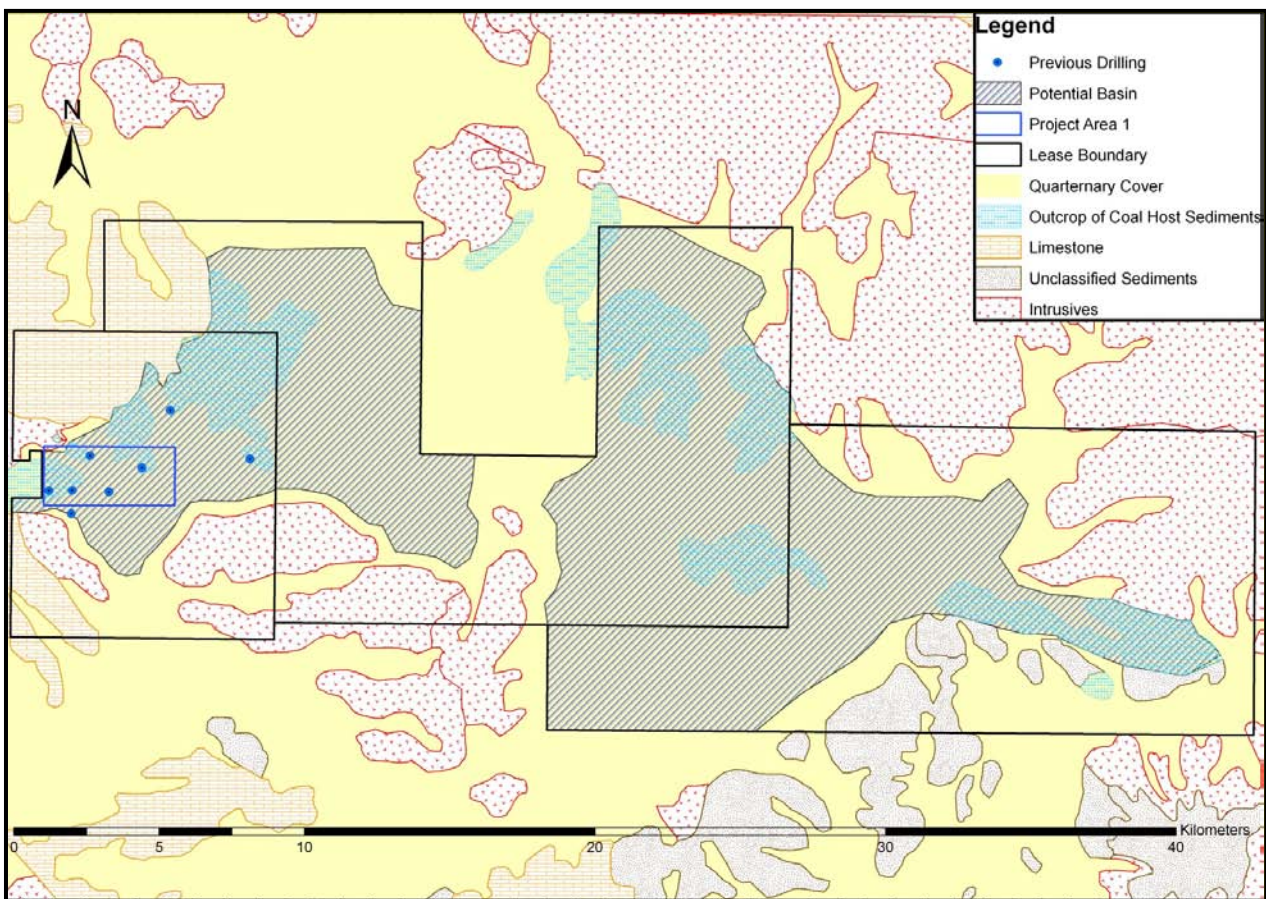 Legend
Previous Drilling
Potential Basin
Project Area 1
Lease Boundary
Quarternary Cover
Outcrop of Coal Host Sediments
Limestone
Unclassified Sediments
Intrusives
N
Kilometers
0 5 10 20 30 40